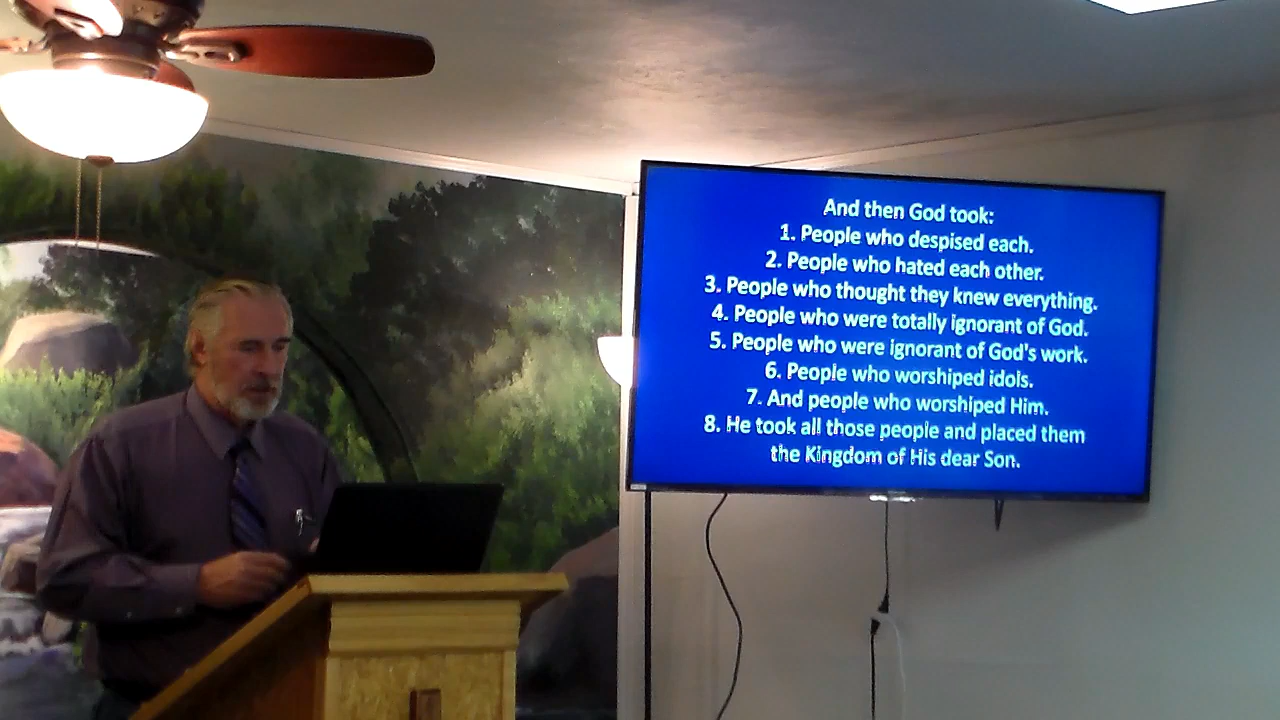 And then God took:
1. People who despised each.
2. People who hated each other.
3. People who thought they knew everything.
4. People who were totally ignorant of God.
5. People who were ignorant of God's work.
6. People who worshiped idols.
7. And people who worshiped Him.
8. He took all those people and placed them
the Kingdom of His dear Son.